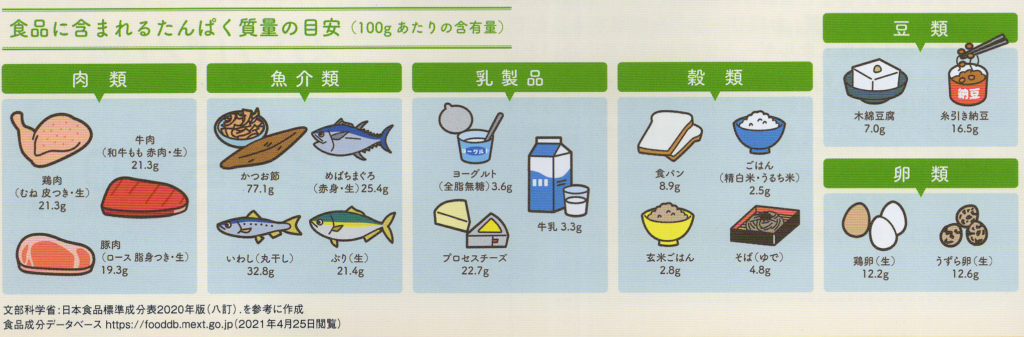 食品に含まれるたんぱく質量の目安（100g あたりの含有量）
肉 類
牛肉
（和牛もも 赤肉・生）
21.3g
鶏肉
（むね 皮つき・生）
21.3g
豚肉
（ロース 脂身つき・生）
19.3g
魚介類
かつお節
77.1g
めばちまぐろ
（赤身・生）25.4g
いわし（丸干し）
32.8g
ぶり（生）
21.4g
乳製品
ヨーグルト
ヨーグルト
（全脂無糖）3.6g
牛乳 3.3g
プロセスチーズ
22.7g
穀 類
食パン
8.9g
ごはん
（精白米・うるち米）
2.5g
玄米ごはん
2.8g
そば（ゆで）
4.8g
豆 類
木綿豆腐
7.0g
納豆
糸引き納豆
16.5g
卵 類
鶏卵（生）
12.2g
うずら卵（生）
12.6g
文部科学省：日本食品標準成分表2020年版（八訂）.を参考に作成
食品成分データベース https://fooddb.mext.go.jp（2021年4月25日閲覧）